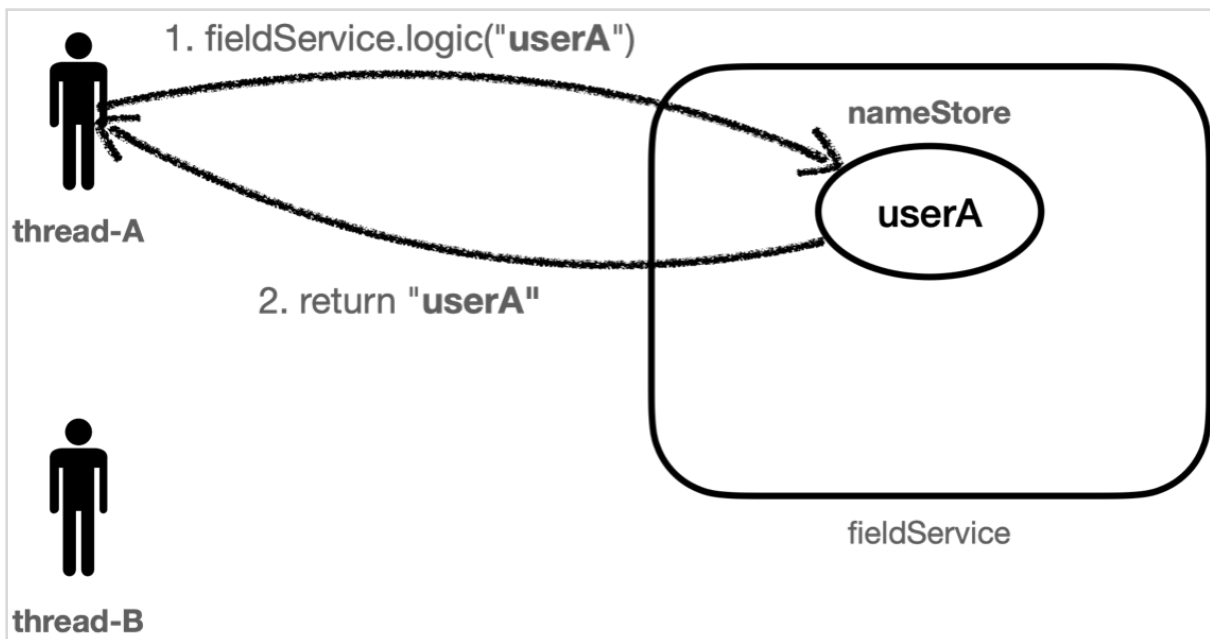 1. fieldService.logic("userA")
nameStore
userA
thread-A
2. return "userA"
fieldService
thread-B